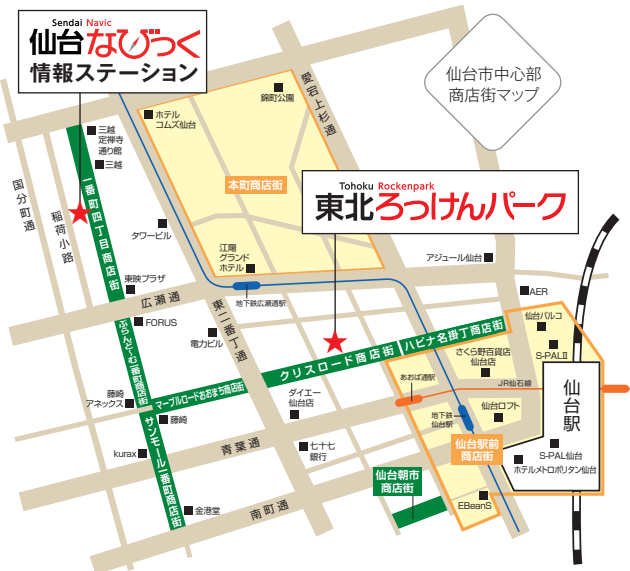 Sendai Navic
仙台なびっく
情報ステーション
仙台市中心部
商店街マップ
愛宕上杉通
錦町公園
ホテル
コムズ仙台
三越
定禅寺
通り館
三越
国分町通
稲荷小路
一番町四丁目商店街
本町商店街
Tohoku Rockenpark
東北ろっけんパーク
タワービル
江陽
グランド
ホテル
アジュール仙台
東映プラザ
広瀬通
地下鉄広瀬通駅
東二番丁通
AER
仙台パルコ
FORUS
ぶらんど~む一番町商店街
電力ビル
クリスロード商店街
ハピナ名掛丁商店街
S-PALⅡ
さくら野百貨店
仙台店
あおば通駅
JR仙石線
仙台駅
マーブルロードおおまち商店街
藤崎
アネックス
ダイエー
仙台店
地下鉄
仙台駅
仙台ロフト
藤崎
サンモール一番町商店街
青葉通
kurax
七十七
銀行
仙台駅前
商店街
S-PAL仙台
ホテルメトロポリタン仙台
仙台朝市
商店街
EBeanS
金港堂
南町通